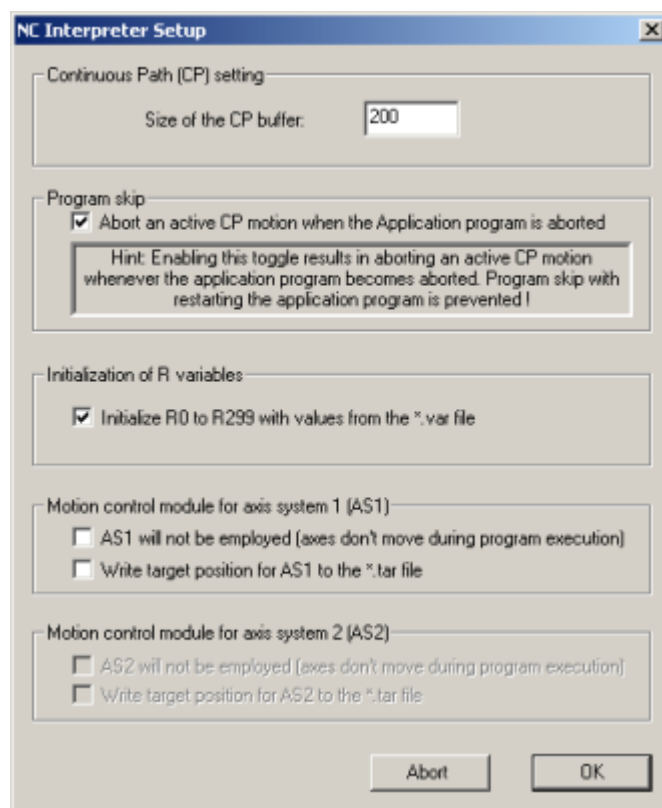 NC Interpreter Setup
Continuous Path (CP) setting
Size of the CP buffer:
200
Program skip
Abort an active CP motion when the Application program is aborted
Hint: Enabling this toggle results in aborting an active CP motion
whenever the application program becomes aborted. Program skip with
restarting the application program is prevented !
Initialization of R variables
Initialize R0 to R299 with values from the *.var file
Motion control module for axis system 1 (AS1)
AS1 will not be employed (axes don't move during program execution)
Write target position for AS1 to the *.tar file
Motion control module for axis system 2 (AS2)
AS2 will not be employed (axes don't move during program execution)
Write target position for AS2 to the *.tar file
Abort
OK